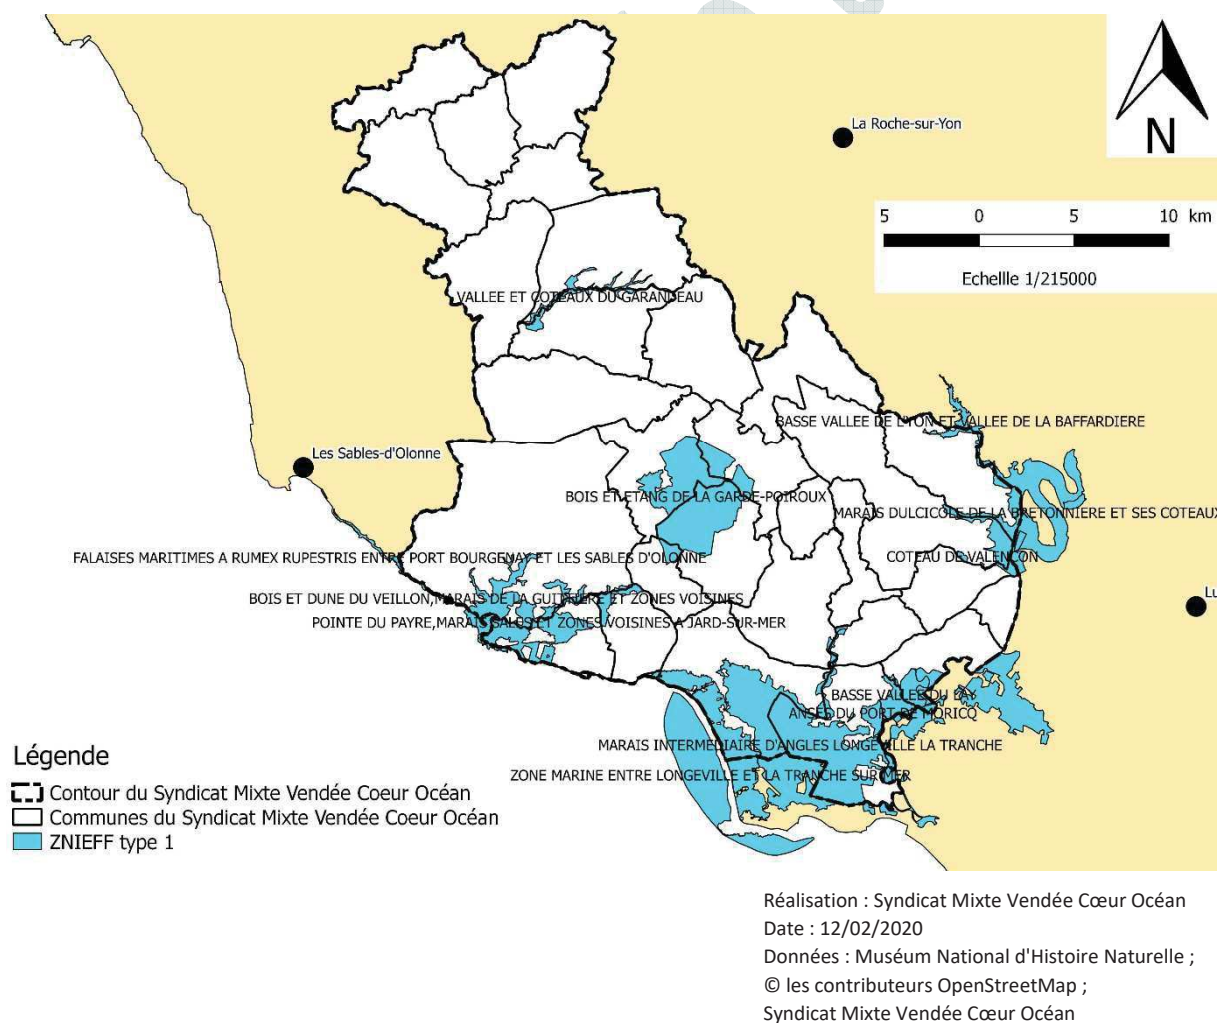 La Roche-sur-Yon
N
5 0 5 10 km
Echellle 1/215000
VALLEE ET COTEAUX DU GARANDEAU
BASSE VALLEE DE L'YON ET VALLEE DE LA BAFFARDIERE
Les Sables-d'Olonne
BOIS ET ETANG DE LA GARDE-POIROUX
MARAIS DULCICOLE DE LA BRETONNIERE ET SES COTEAUX
FALAISES MARITIMES A RUMEX RUPESTRIS ENTRE PORT BOURGENAY ET LES SABLES D'OLONNE
COTEAU DE VALENCON
BOIS ET DUNE DU VEILLON,MARAIS DE LA GUITTIERE ET ZONES VOISINES
Lu
POINTE DU PAYRE,MARAIS SALES ET ZONES VOISINES A JARD-SUR-MER
BASSE VALLEE DU LAY
ANSES DU PORT DE MORICQ
MARAIS INTERMEDIAIRE D'ANGLES LONGEVILLE LA TRANCHE
ZONE MARINE ENTRE LONGEVILLE ET LA TRANCHE SUR MER
Légende
Contour du Syndicat Mixte Vendée Coeur Océan
Communes du Syndicat Mixte Vendée Coeur Océan
ZNIEFF type 1
Réalisation : Syndicat Mixte Vendée Cœur Océan
Date : 12/02/2020
Données : Muséum National d'Histoire Naturelle ;
© les contributeurs OpenStreetMap ;
Syndicat Mixte Vendée Cœur Océan